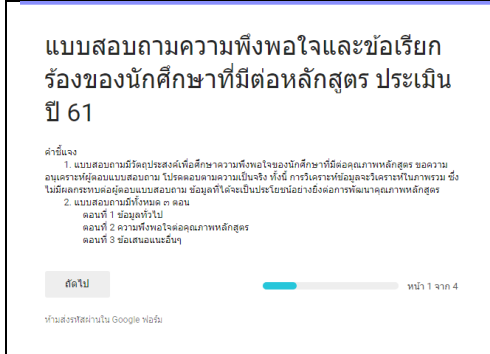 แบบสอบถามความพึงพอใจและข้อเรียก
ร้องของนักศึกษาที่มีต่อหลักสูตร ประเมิน
ปี 61
คำชี้แจง
1. แบบสอบถามมีวัตถุประสงค์เพื่อศึกษาความพึงพอใจของนักศึกษาที่มีต่อคุณภาพหลักสูตร ขอความ
อนุเคราะห์ผู้ตอบแบบสอบถาม โปรดตอบตามความเป็นจริง ทั้งนี้ การวิเคราะห์ข้อมูลจะวิเคราะห์ในภาพรวม ซึ่ง
ไม่มีผลกระทบต่อผู้ตอบแบบสอบถาม ข้อมูลที่ได้จะเป็นประโยชน์อย่างยิ่งต่อการพัฒนาคุณภาพหลักสูตร
2. แบบสอบถามมีทั้งหมด ๓ ตอน
ตอนที่ 1 ข้อมูลทั่วไป
ตอนที่ 2 ความพึงพอใจต่อคุณภาพหลักสูตร
ตอนที่ 3 ข้อเสนอแนะอื่นๆ
ถัดไป
หน้า 1 จาก 4
ห้ามส่งรหัสผ่านใน Google ฟอร์ม